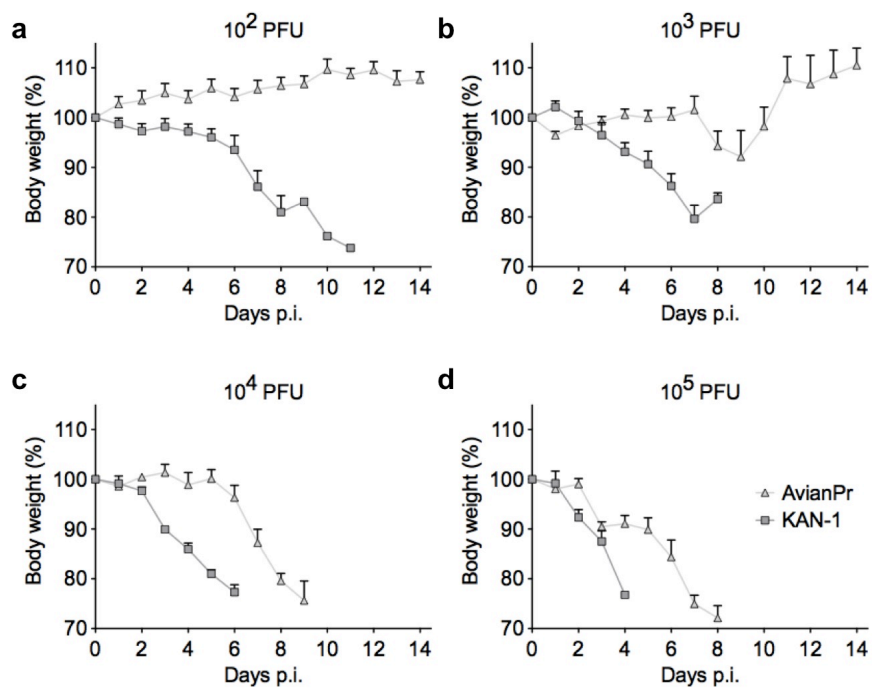 a
10² PFU
Body weight (%)
110
100
90
80
70
0 2 4 6 8 10 12 14
Days p.i.
b
10³ PFU
Body weight (%)
110
100
90
80
70
0 2 4 6 8 10 12 14
Days p.i.
c
10⁴ PFU
Body weight (%)
110
100
90
80
70
0 2 4 6 8 10 12 14
Days p.i.
d
10⁵ PFU
Body weight (%)
110
100
90
80
70
0 2 4 6 8 10 12 14
Days p.i.
AvianPr
KAN-1